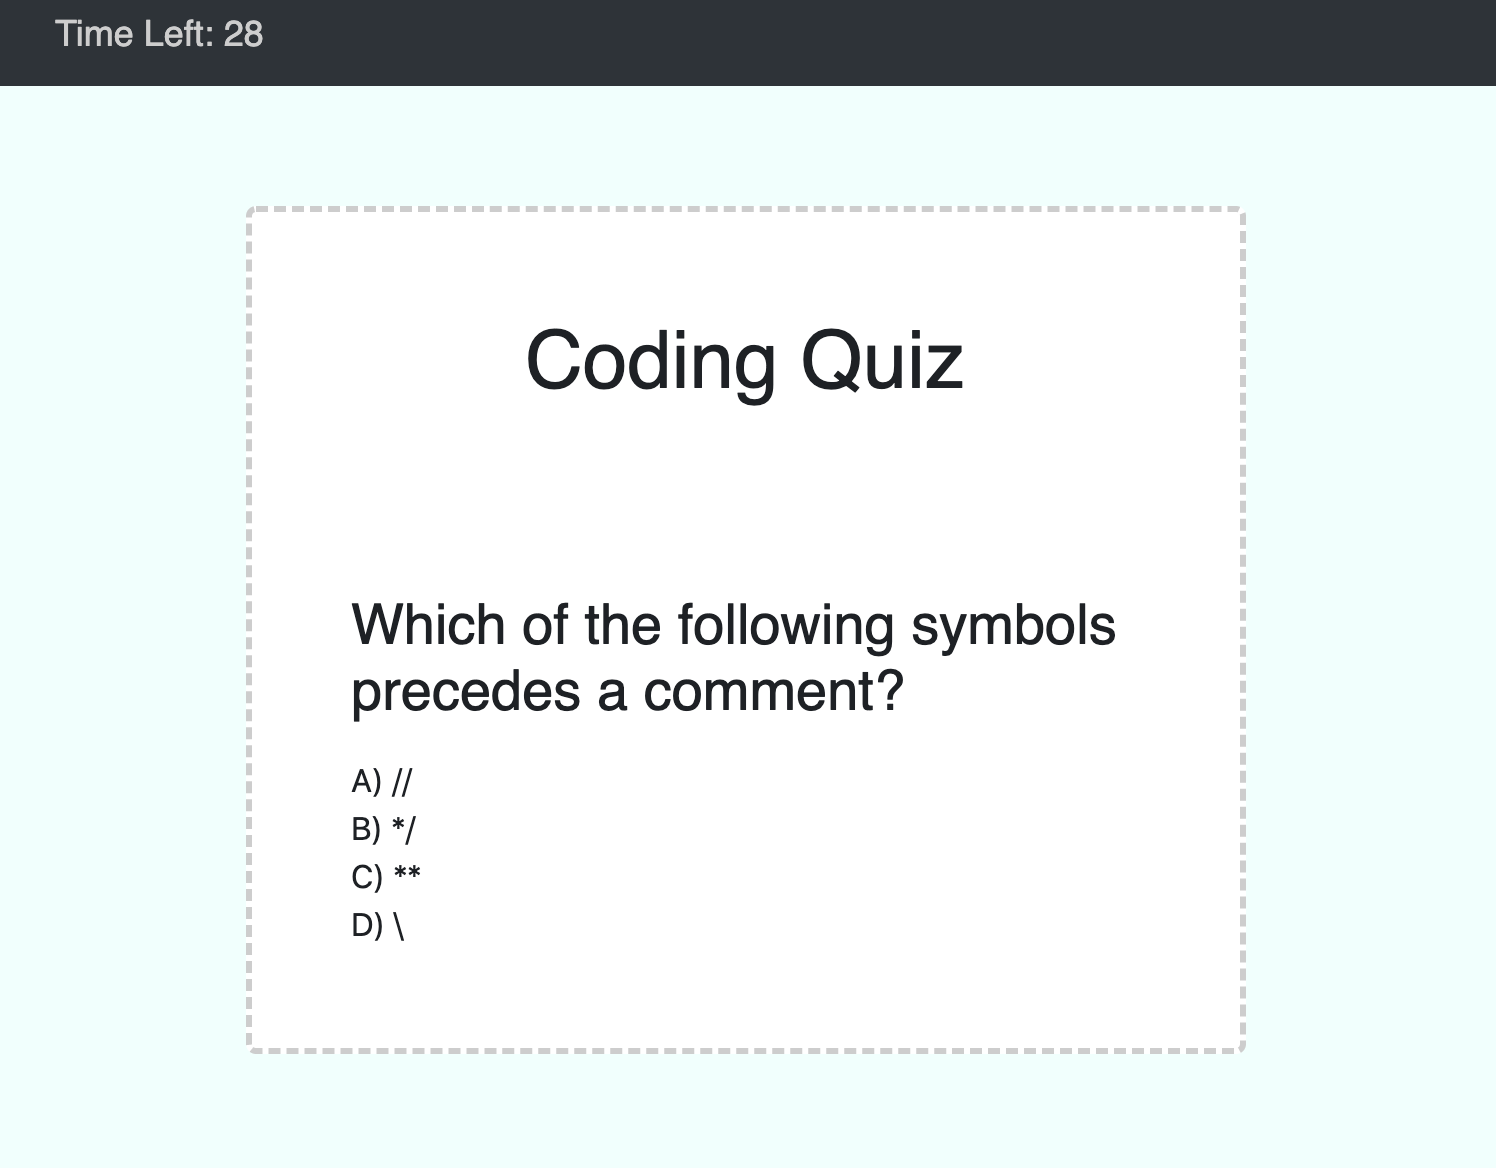 Time Left: 28
Coding Quiz
Which of the following symbols
precedes a comment?
A) //
B) */
C) **
D) \